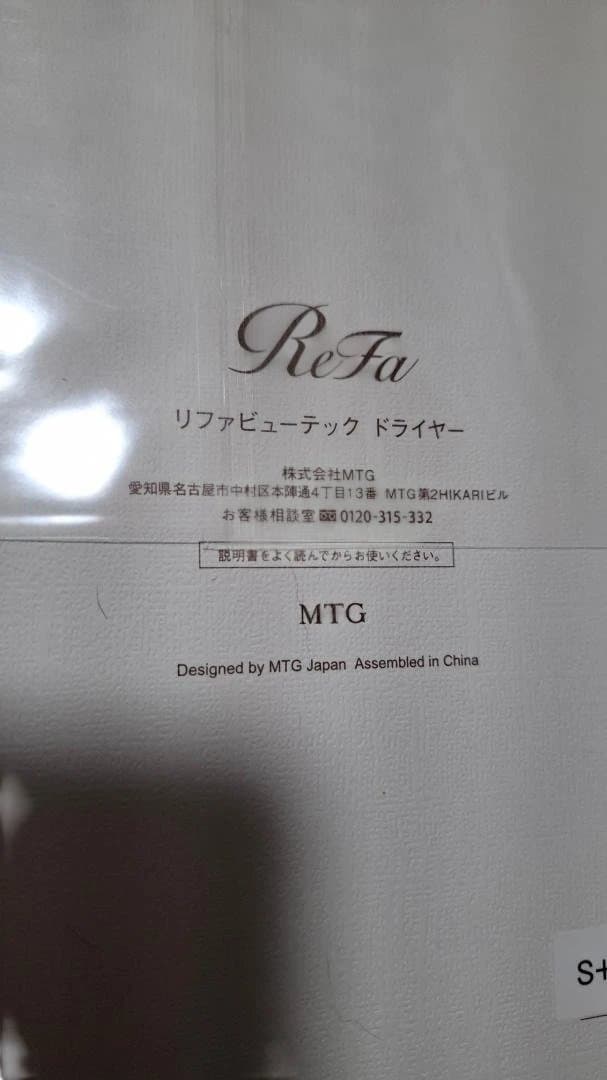 ReFa
リファビューテック ドライヤー
株式会社MTG
愛知県名古屋市中村区本陣通4丁目13番 MTG第2HIKARIビル
お客様相談室 0120-315-332
説明書をよく読んでからお使いください。
MTG
Designed by MTG Japan Assembled in China
S+